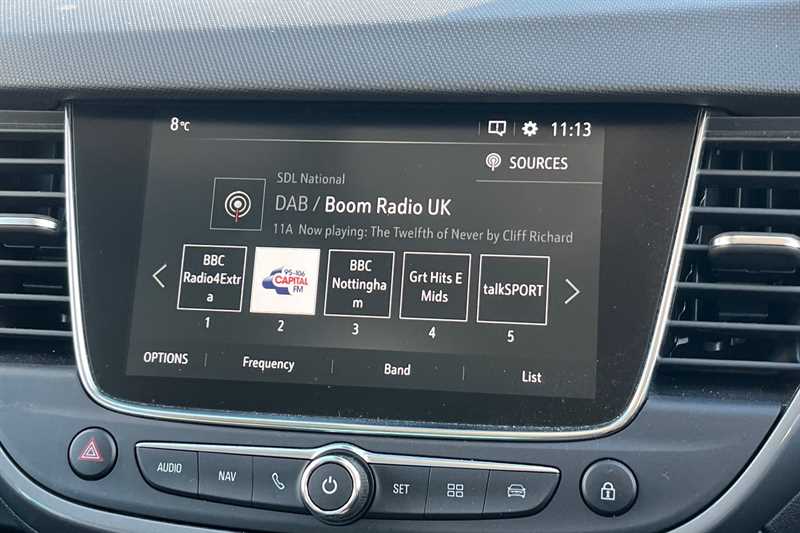 8°C
11:13
SOURCES
SDL National
DAB / Boom Radio UK
11A Now playing: The Twelfth of Never by Cliff Richard
BBC
Radio4Extr
a
95-106
CAPITAL
FM
BBC
Nottingha
m
Grt Hits E
Mids
talkSPORT
1 2 3 4 5
OPTIONS Frequency Band List
AUDIO NAV SET